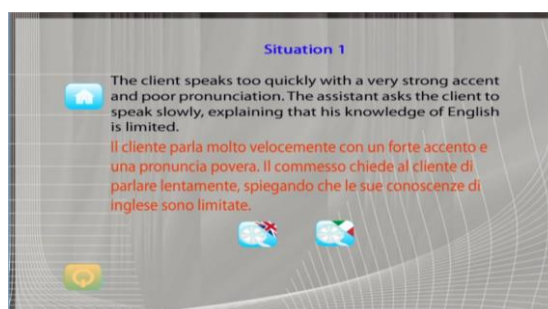 Situation 1
The client speaks too quickly with a very strong accent
and poor pronunciation. The assistant asks the client to
speak slowly, explaining that his knowledge of English
is limited.
Il cliente parla molto velocemente con un forte accento e
una pronuncia povera. Il commesso chiede al cliente di
parlare lentamente, spiegando che le sue conoscenze di
inglese sono limitate.